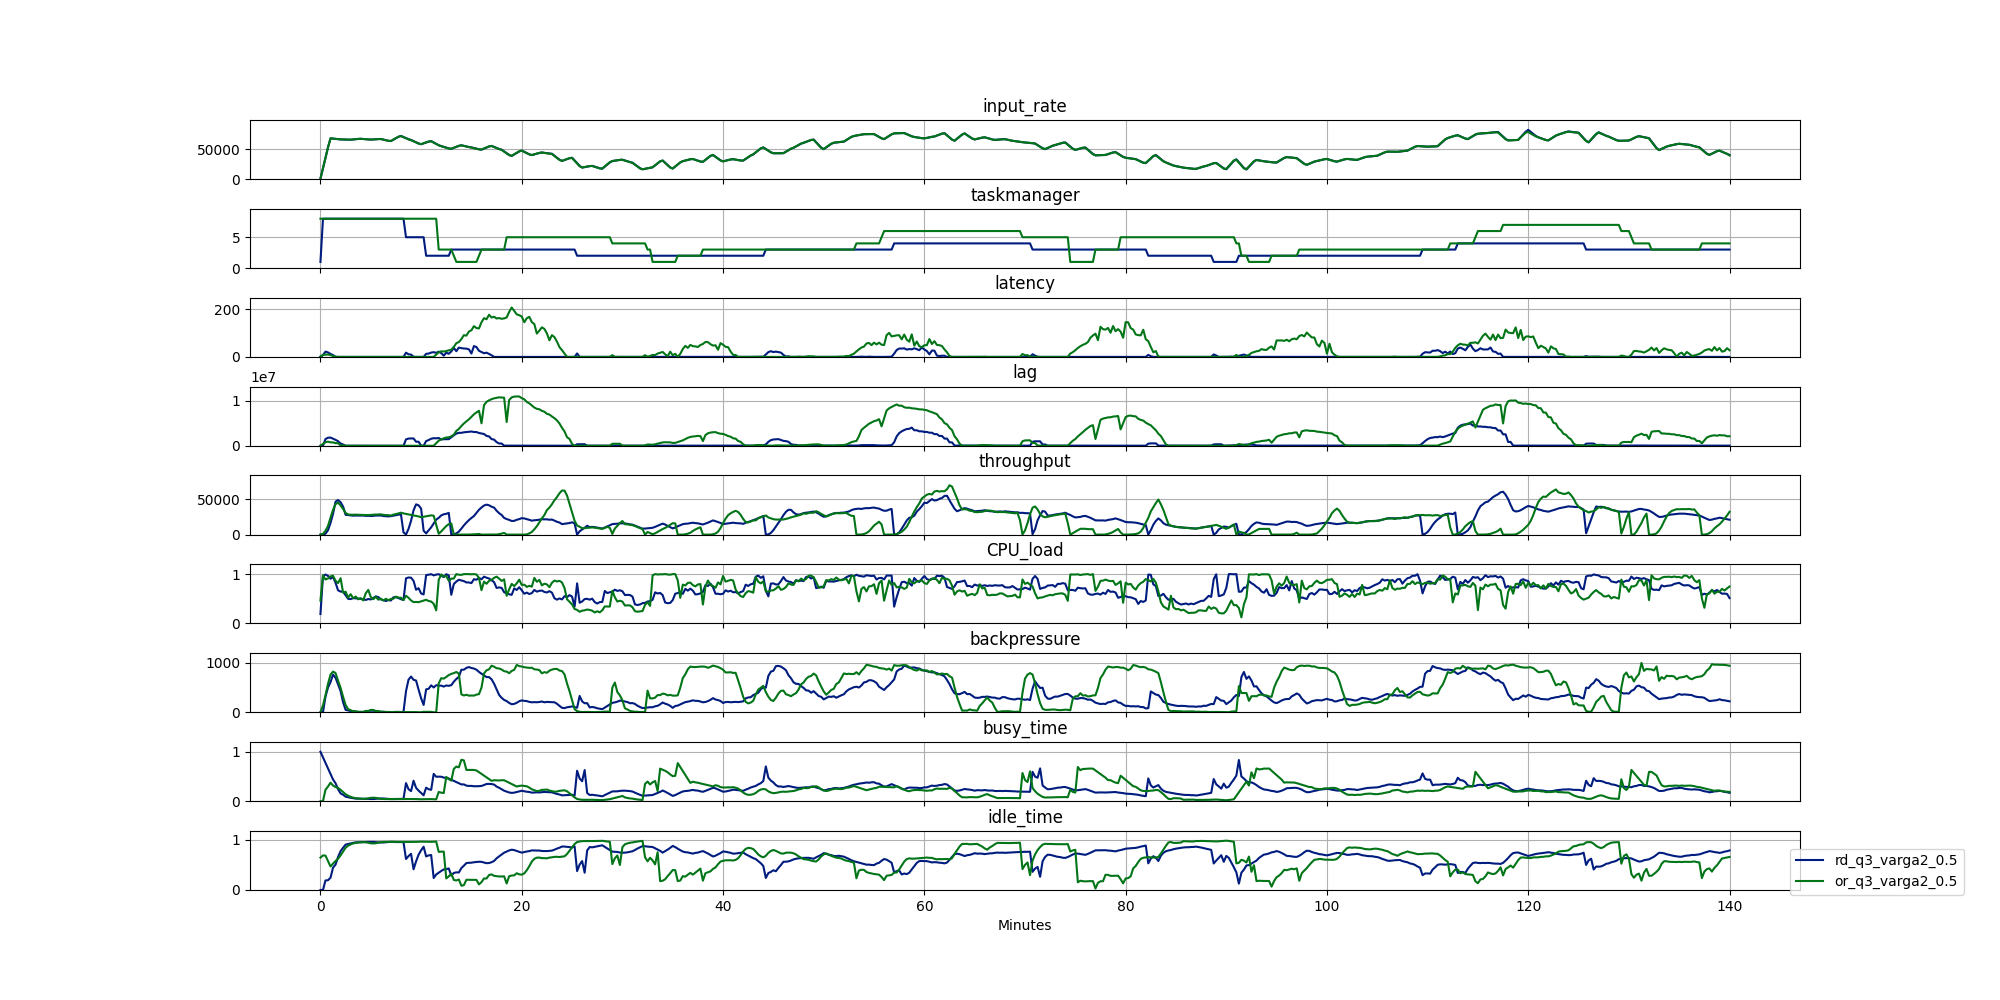 input_rate
50000
0
taskmanager
5
0
latency
200
0
1e7
lag
1
0
throughput
50000
0
CPU_load
1
0
backpressure
1000
0
busy_time
1
0
idle_time
1
0
0 20 40 60 80 100 120 140
Minutes
rd_q3_varga2_0.5
or_q3_varga2_0.5